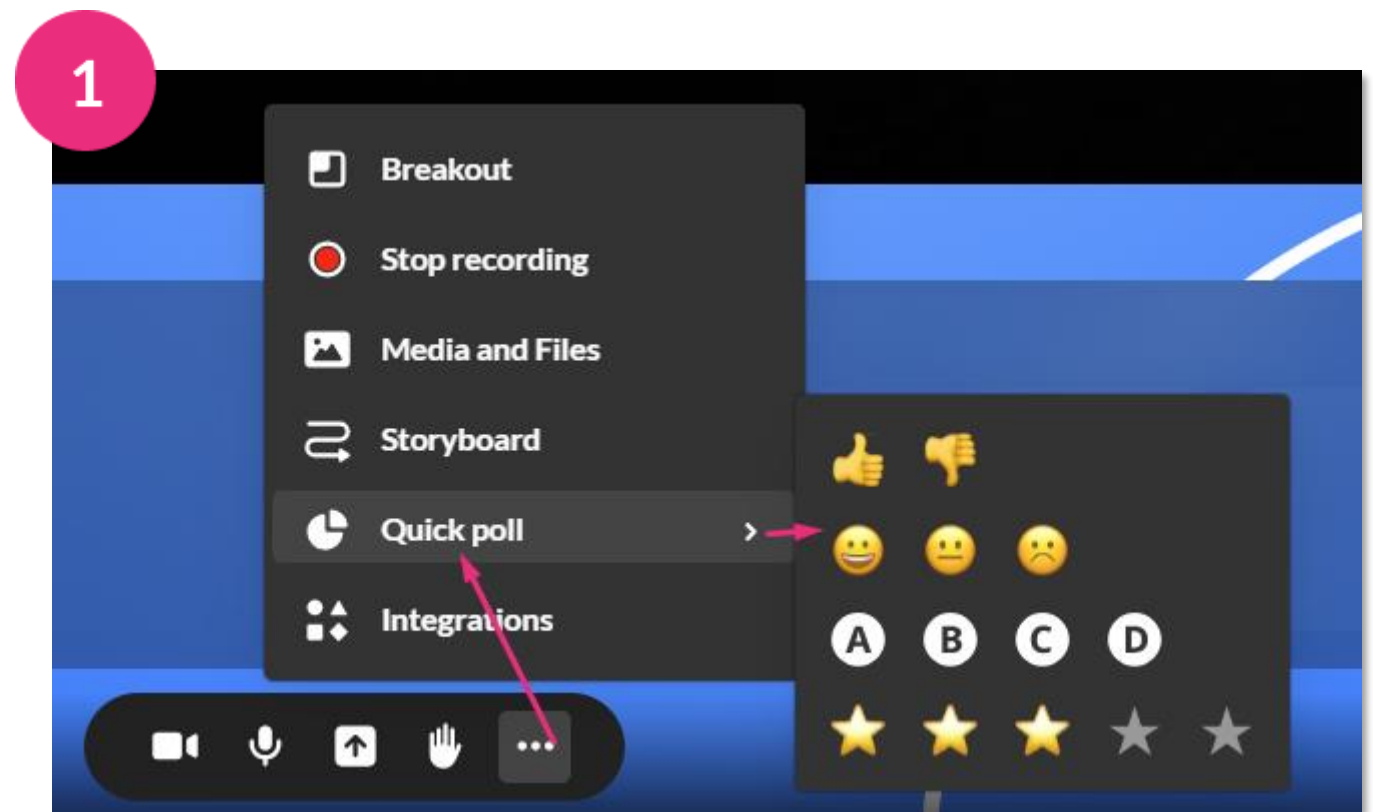 1
Breakout
Stop recording
Media and Files
Storyboard
Quick poll
Integrations
A B C D